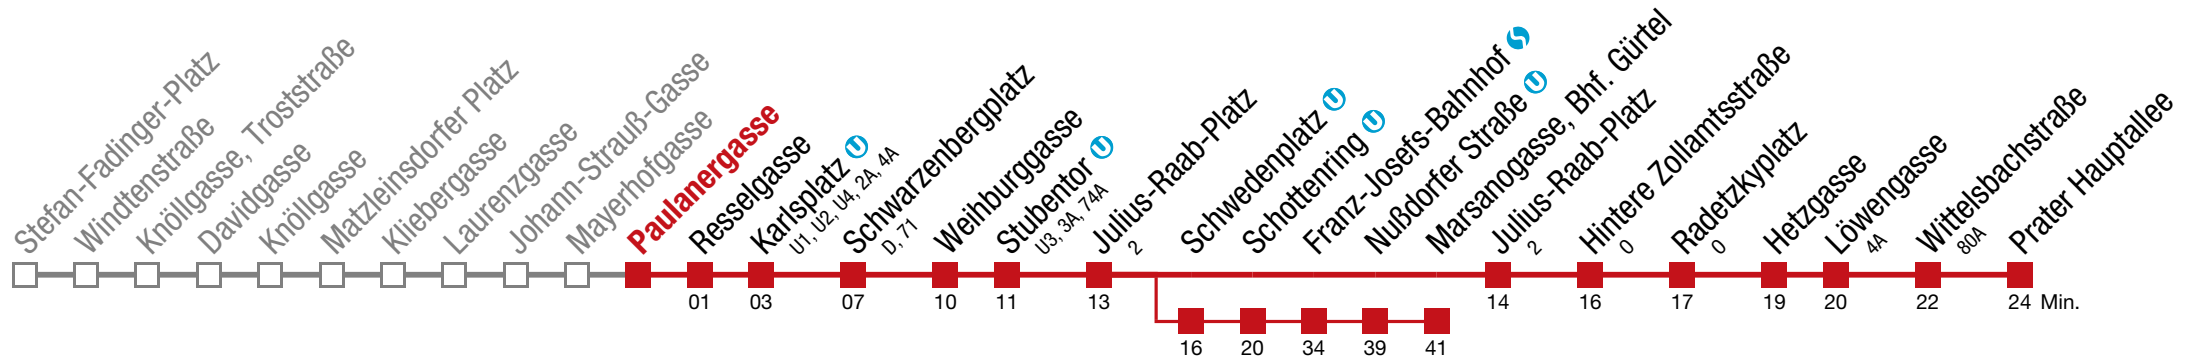 Stefan-Fadinger-Platz
Windtenstraße
Knöllgasse, Troststraße
Davidgasse
Knöllgasse
Matzleinsdorfer Platz
Kliebergasse
Laurenzgasse
Johann-Strauß-Gasse
Mayerhofgasse
Paulanergasse
Resselgasse
Karlsplatz U
U1, U2, U4, 2A, 4A
Schwarzenbergplatz
D, 71
Weihburggasse
Stubentor U
U3, 3A, 74A
Julius-Raab-Platz
2
Schwedenplatz U
Schottenring U
Franz-Josefs-Bahnhof S
Nußdorfer Straße U
Marsanogasse, Bhf. Gürtel
Julius-Raab-Platz
2
Hintere Zollamtsstraße
O
Radetzkyplatz
O
Hetzgasse
Löwengasse
4A
Wittelsbachstraße
80A
Prater Hauptallee
01 03 07 10 11 13 14 16 17 19 20 22 24 Min.
16 20 34 39 41